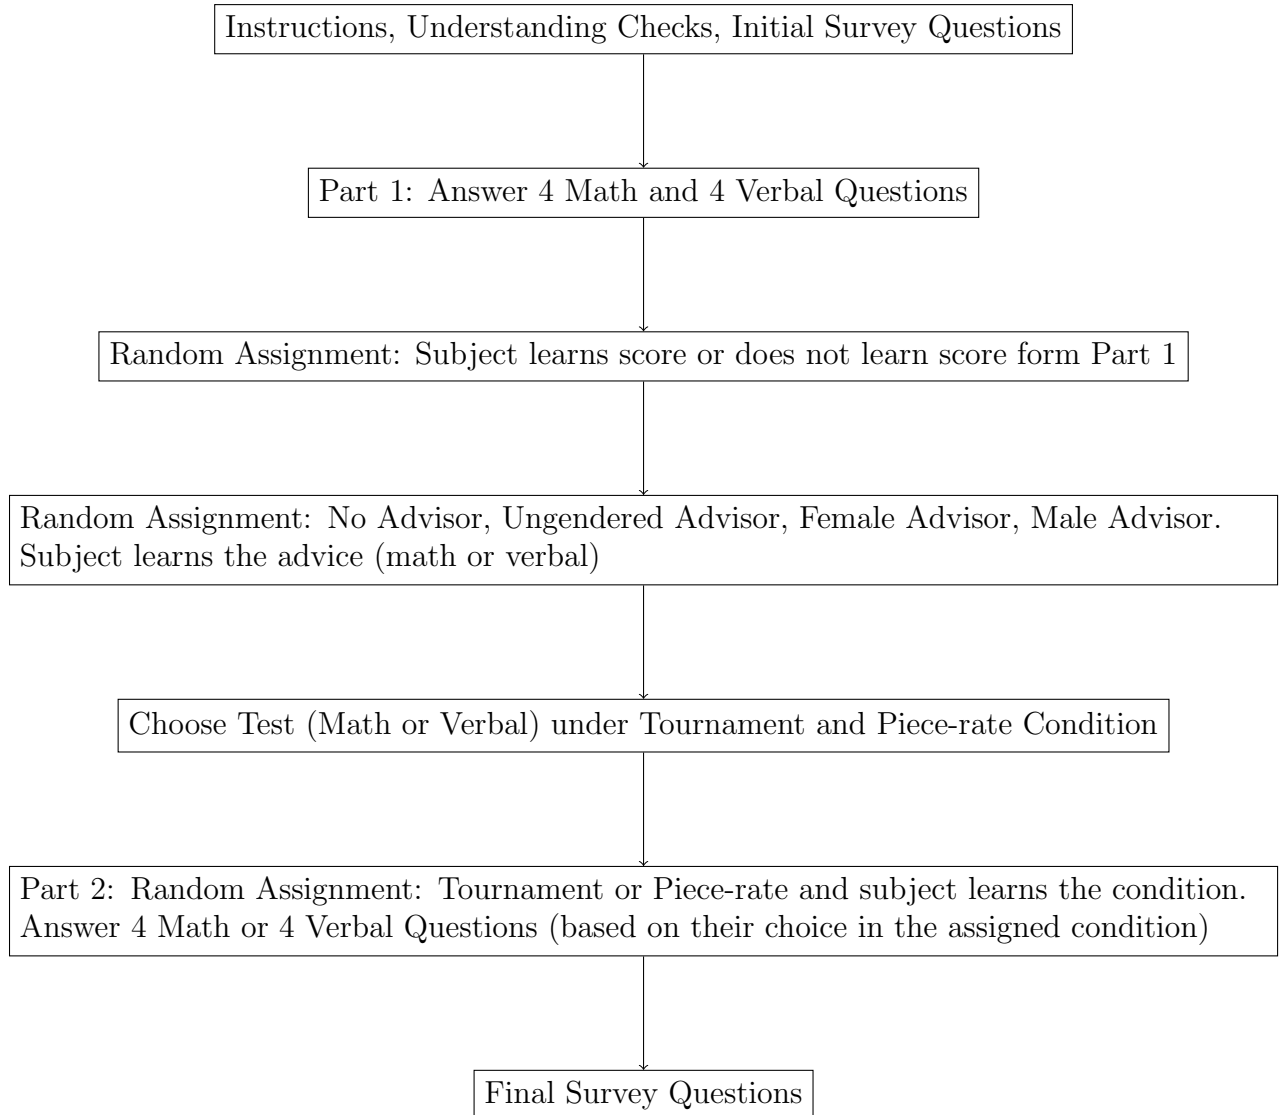 Instructions, Understanding Checks, Initial Survey Questions
Part 1: Answer 4 Math and 4 Verbal Questions
Random Assignment: Subject learns score or does not learn score form Part 1
Random Assignment: No Advisor, Ungendered Advisor, Female Advisor, Male Advisor.
Subject learns the advice (math or verbal)
Choose Test (Math or Verbal) under Tournament and Piece-rate Condition
Part 2: Random Assignment: Tournament or Piece-rate and subject learns the condition.
Answer 4 Math or 4 Verbal Questions (based on their choice in the assigned condition)
Final Survey Questions